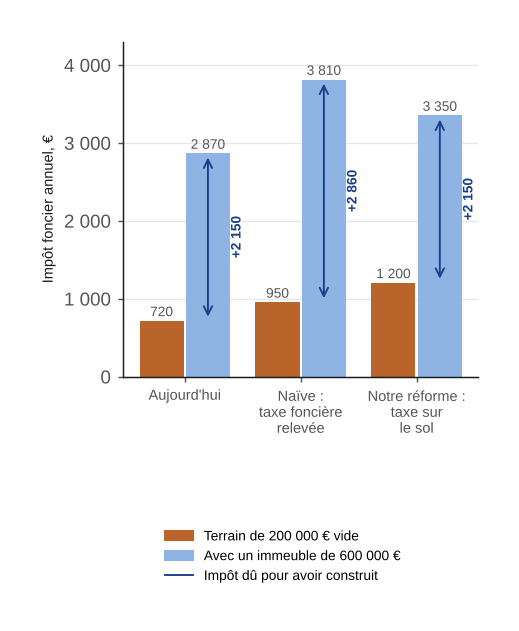 Impôt foncier annuel, €
4 000
3 000
2 000
1 000
0
720
2 870
+2 150
950
3 810
+2 860
1 200
3 350
+2 150
Aujourd'hui
Naïve :
taxe foncière
relevée
Notre réforme :
taxe sur
le sol
Terrain de 200 000 € vide
Avec un immeuble de 600 000 €
Impôt dû pour avoir construit